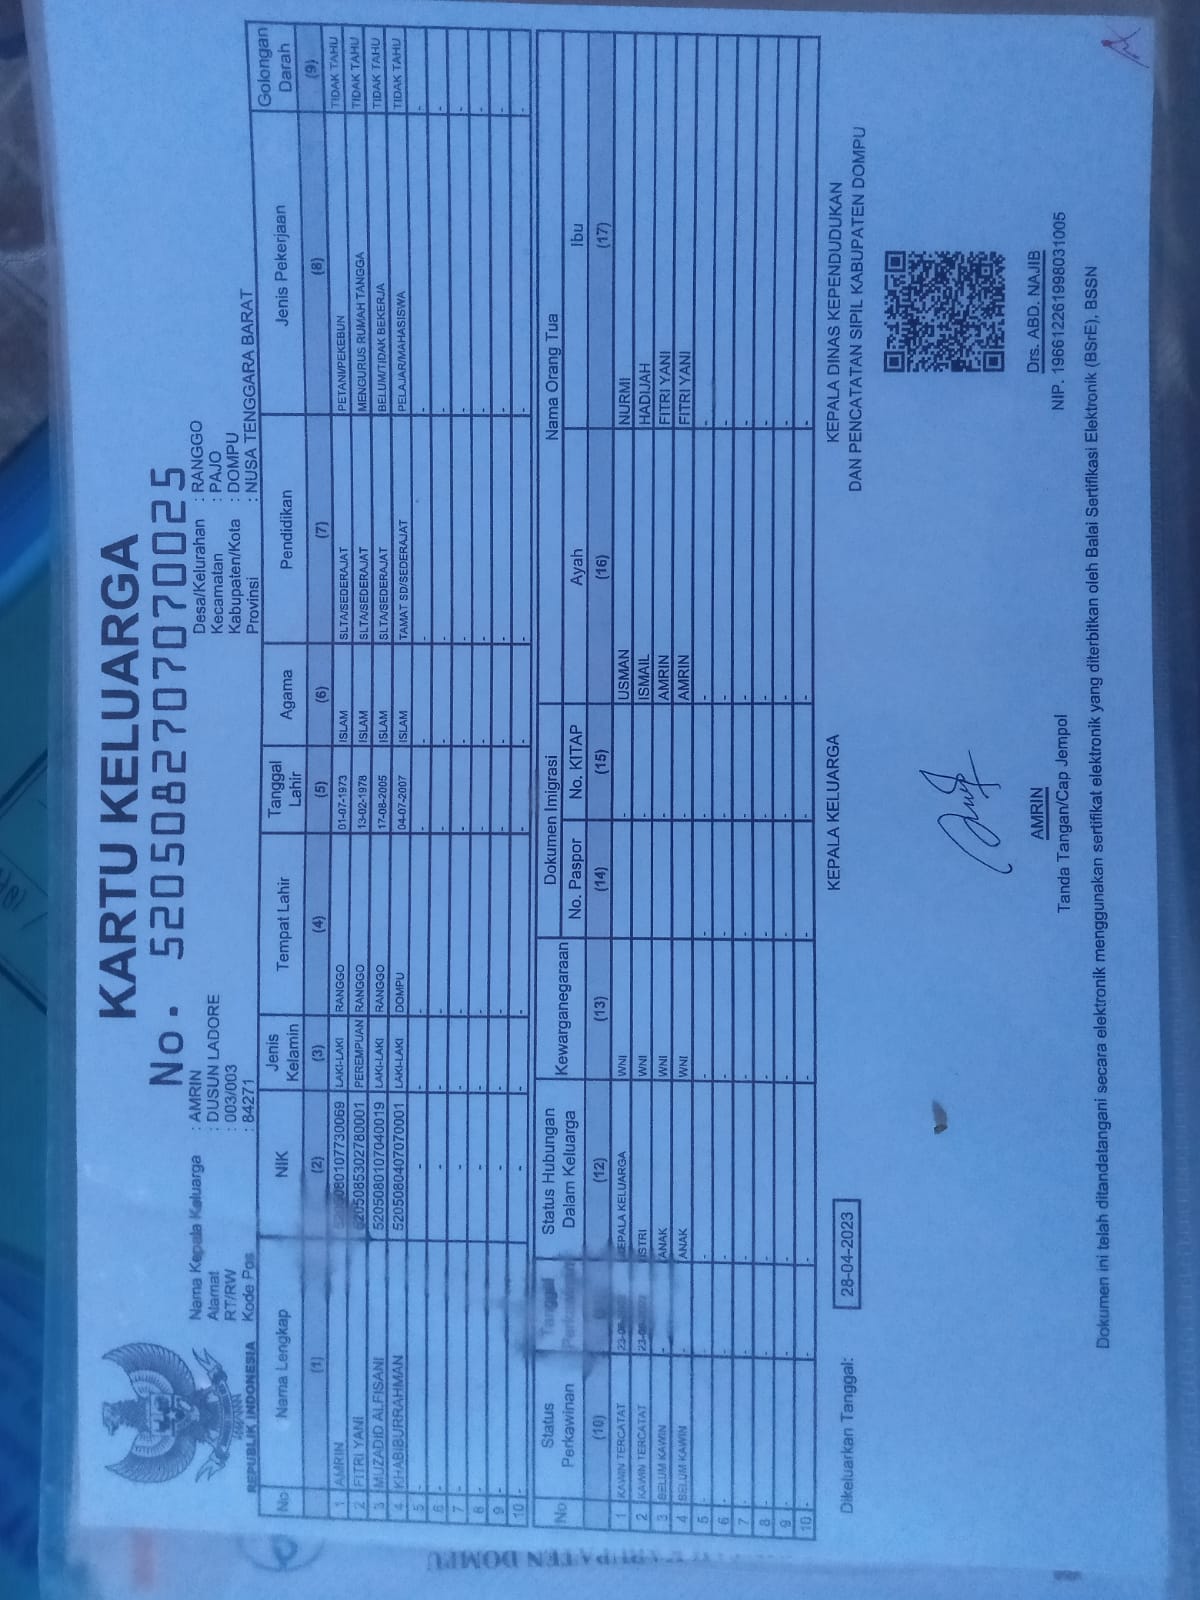 KARTU KELUARGA
No. 5205082707070025
REPUBLIK INDONESIA
Nama Kepala Keluarga : AMRIN
Alamat : DUSUN LADORE
RT/RW : 003/003
Kode Pos : 84271
Desa/Kelurahan : RANGGO
Kecamatan : PAJO
Kabupaten/Kota : DOMPU
Provinsi : NUSA TENGGARA BARAT
No Nama Lengkap NIK Jenis Kelamin Tempat Lahir Tanggal Lahir Agama Pendidikan Jenis Pekerjaan Golongan Darah
(1) (2) (3) (4) (5) (6) (7) (8) (9)
1 AMRIN LAKI-LAKI RANGGO 01-07-1973 ISLAM SLTA/SEDERAJAT PETANI/PEKEBUN TIDAK TAHU
2 FITRI YANI 5205085302780001 PEREMPUAN RANGGO 13-02-1978 ISLAM SLTA/SEDERAJAT MENGURUS RUMAH TANGGA TIDAK TAHU
3 MUZADID ALFISANI 5205080107040019 LAKI-LAKI RANGGO 17-08-2005 ISLAM SLTA/SEDERAJAT BELUM/TIDAK BEKERJA TIDAK TAHU
4 KHABIBURRAHMAN 5205080407070001 LAKI-LAKI DOMPU 04-07-2007 ISLAM TAMAT SD/SEDERAJAT PELAJAR/MAHASISWA TIDAK TAHU
5 - - - - - - - - -
6 - - - - - - - - -
7 - - - - - - - - -
8 - - - - - - - - -
9 - - - - - - - - -
10 - - - - - - - - -
No Status Perkawinan Tanggal Perkawinan Status Hubungan Dalam Keluarga Kewarganegaraan Dokumen Imigrasi Nama Orang Tua
No. Paspor No. KITAP Ayah Ibu
(10) (12) (13) (14) (15) (16) (17)
1 KAWIN TERCATAT KEPALA KELUARGA WNI - - USMAN NURMI
2 KAWIN TERCATAT ISTRI WNI - - ISMAIL HADIJAH
3 BELUM KAWIN - ANAK WNI - - AMRIN FITRI YANI
4 BELUM KAWIN - ANAK WNI - - AMRIN FITRI YANI
5 - - - - - - - -
6 - - - - - - - -
7 - - - - - - - -
8 - - - - - - - -
9 - - - - - - - -
10 - - - - - - - -
Dikeluarkan Tanggal: 28-04-2023
KEPALA KELUARGA
AMRIN
Tanda Tangan/Cap Jempol
KEPALA DINAS KEPENDUDUKAN
DAN PENCATATAN SIPIL KABUPATEN DOMPU
Drs. ABD. NAJIB
NIP. 196612261998031005
Dokumen ini telah ditandatangani secara elektronik menggunakan sertifikat elektronik yang diterbitkan oleh Balai Sertifikasi Elektronik (BSrE), BSSN
KABUPATEN DOMPU